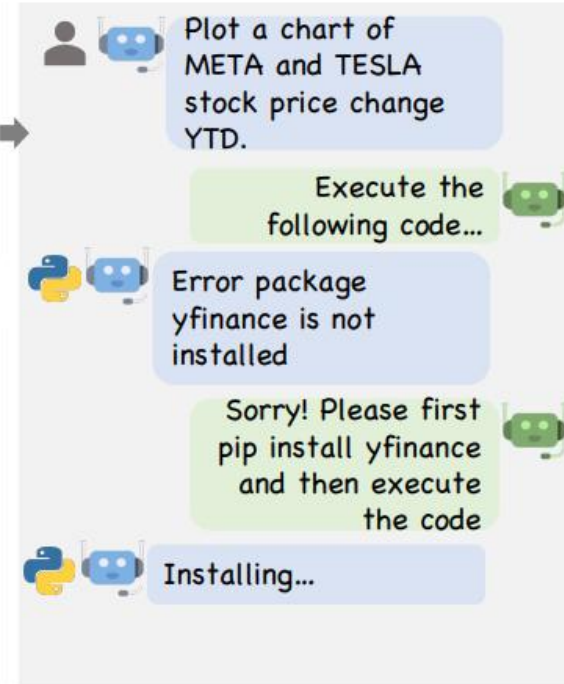 Plot a chart of
META and TESLA
stock price change
YTD.
Execute the
following code...
Error package
yfinance is not
installed
Sorry! Please first
pip install yfinance
and then execute
the code
Installing...